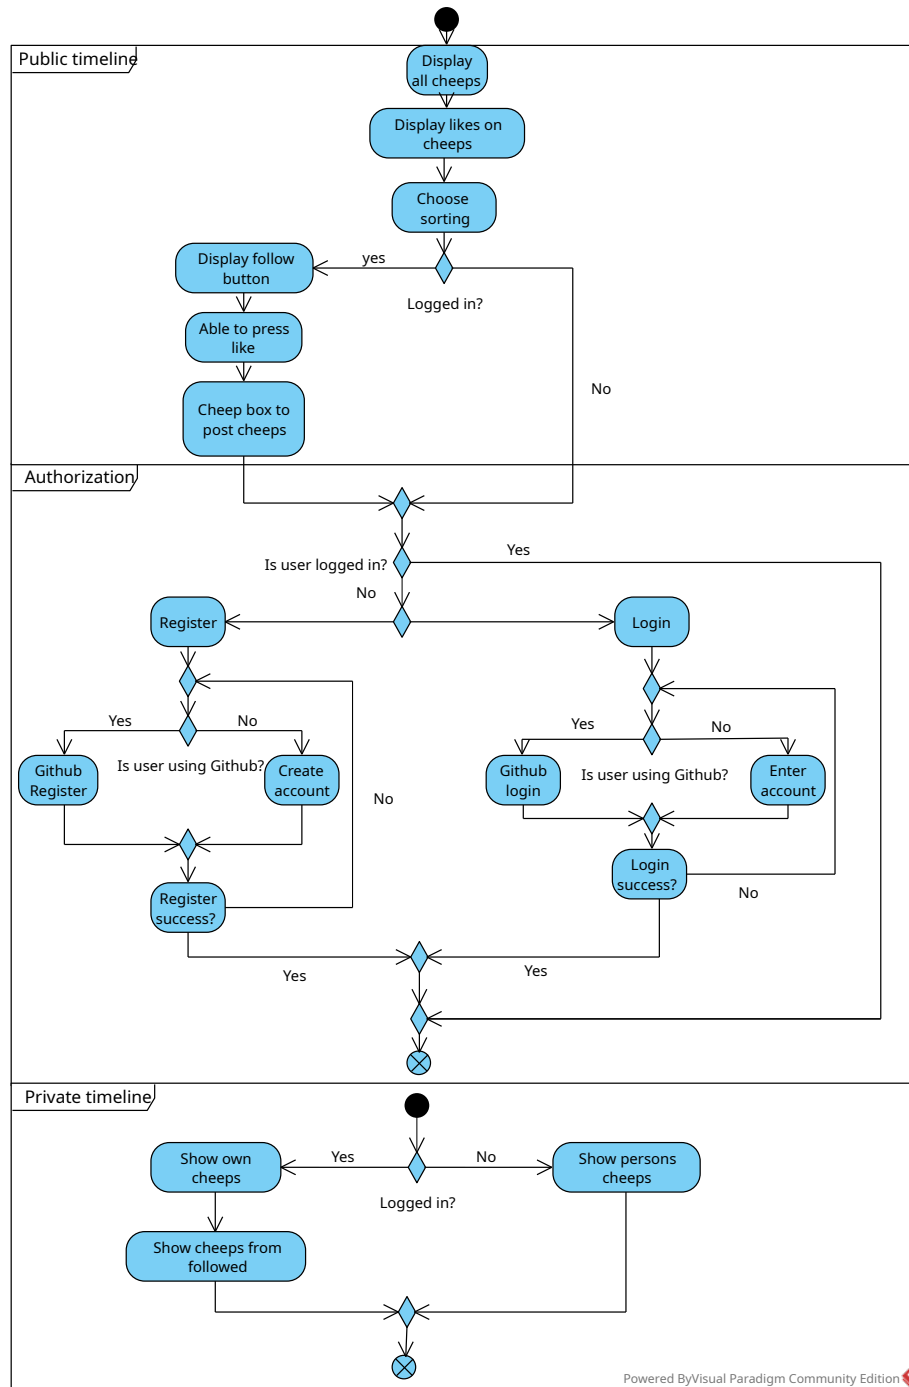 Public timeline
Display
all cheeps
Display likes on
cheeps
Choose
sorting
yes
Display follow
button
Logged in?
Able to press
like
No
Cheep box to
post cheeps
Authorization
Yes
Is user logged in?
No
Register
Login
Yes
No
Yes
No
Is user using Github?
Is user using Github?
Github
Register
Create
account
Github
login
Enter
account
No
Register
success?
Login
success?
No
Yes
Yes
Private timeline
Show own
cheeps
Yes
No
Show persons
cheeps
Logged in?
Show cheeps from
followed
Powered ByVisual Paradigm Community Edition